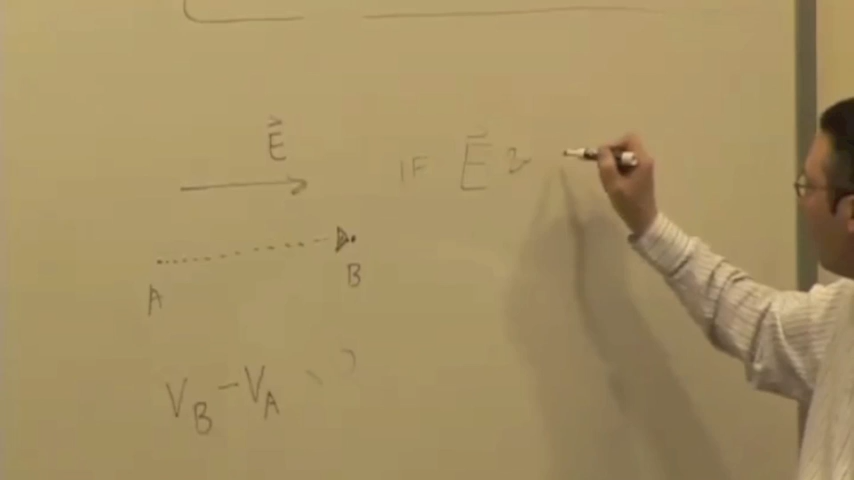 E⃗
IF E⃗ &
A
B
V_B - V_A